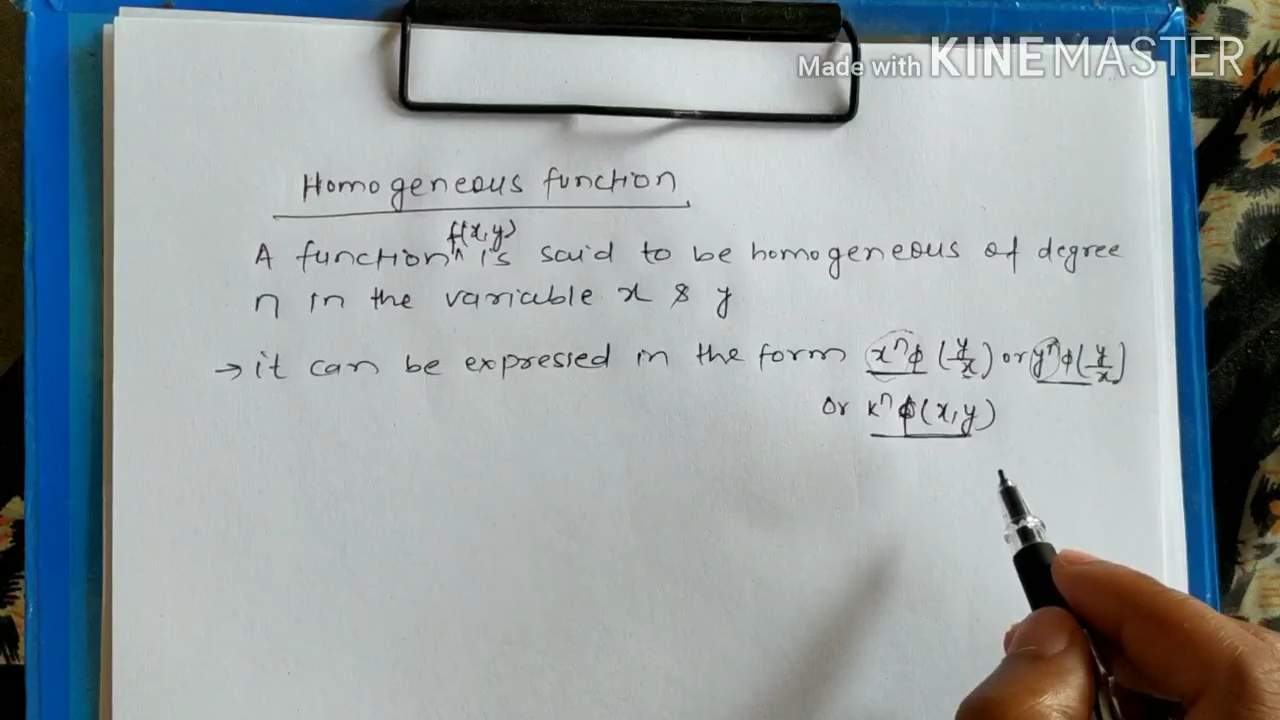 Made with KINEMASTER
Homogeneous function
A function f(x,y) is said to be homogeneous of degree
n in the variable x & y
→ it can be expressed in the form xⁿϕ(y/x) or yⁿϕ(y/x)
or kⁿϕ(x,y)